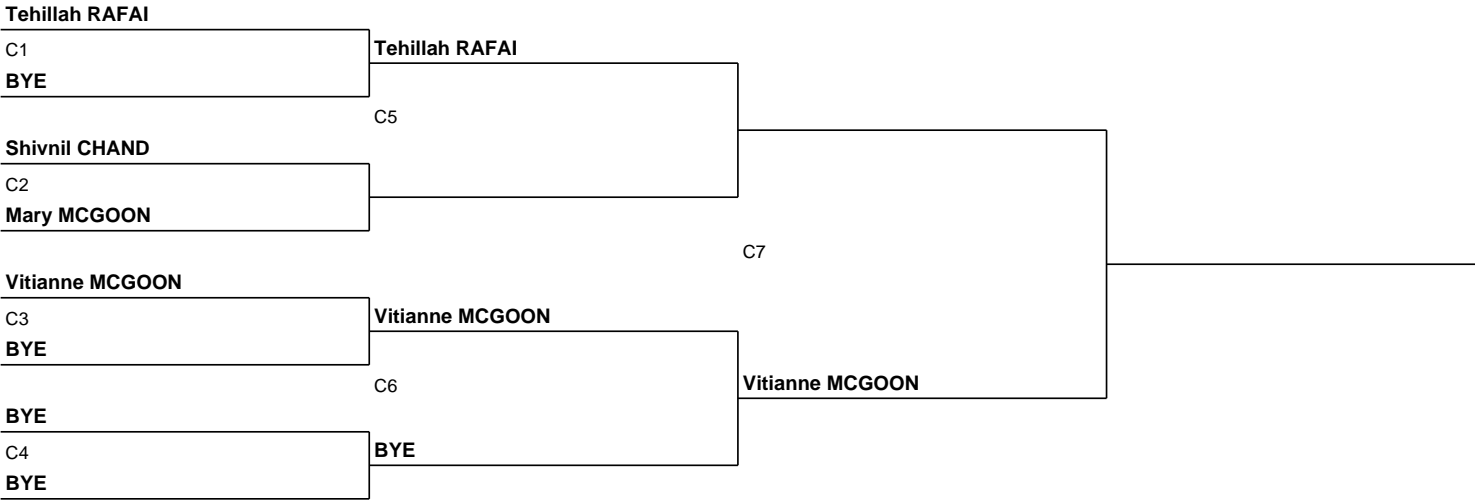 Tehillah RAFAI
C1
BYE
Tehillah RAFAI
C5
Shivnil CHAND
C2
Mary MCGOON
C7
Vitianne MCGOON
C3
BYE
Vitianne MCGOON
C6
Vitianne MCGOON
BYE
C4
BYE
BYE